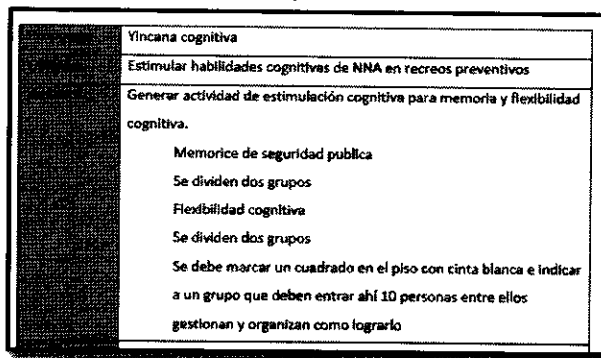 Yincana cognitiva
Estimular habilidades cognitivas de NNA en recreos preventivos
Generar actividad de estimulación cognitiva para memoria y flexibilidad
cognitiva.
Memorice de seguridad publica
Se dividen dos grupos
Flexibilidad cognitiva
Se dividen dos grupos
Se debe marcar un cuadrado en el piso con cinta blanca e indicar
a un grupo que deben entrar ahí 10 personas entre ellos
gestionan y organizan como lograrlo